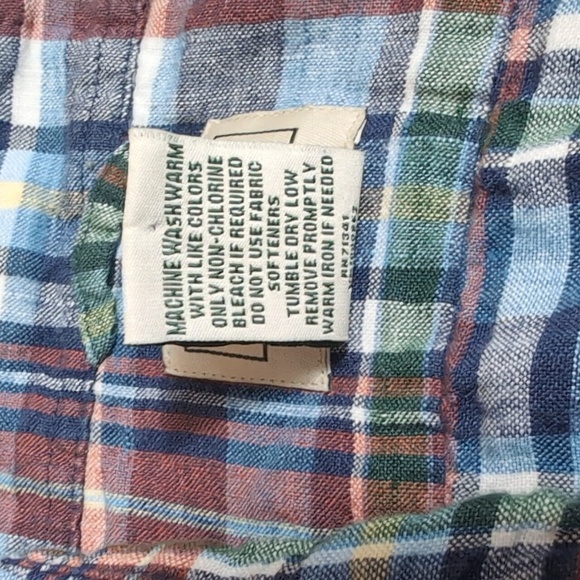 MACHINE WASH WARM
WITH LIKE COLORS
ONLY NON-CHLORINE
BLEACH IF REQUIRED
DO NOT USE FABRIC
SOFTENERS
TUMBLE DRY LOW
REMOVE PROMPTLY
WARM IRON IF NEEDED
RN71341